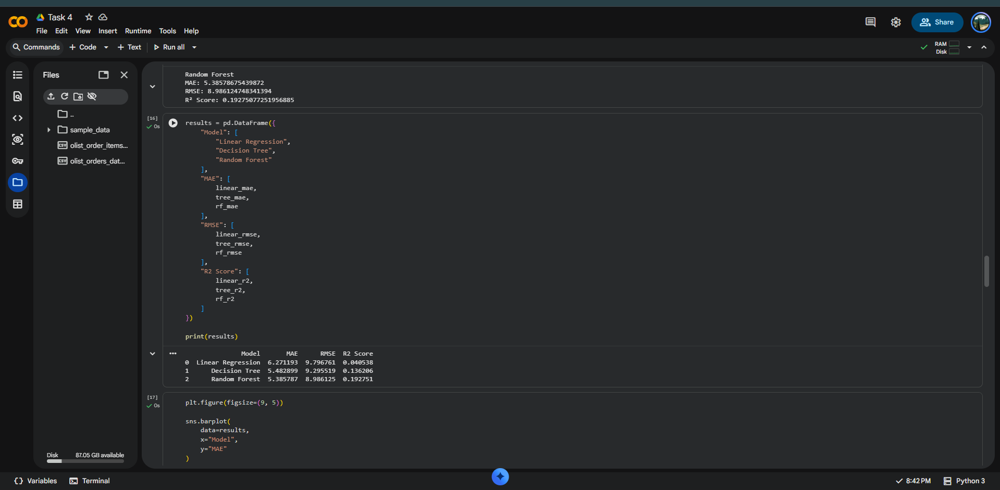 Task 4
File Edit View Insert Runtime Tools Help
Share
Commands + Code + Text Run all
RAM
Disk
Files
..
sample_data
olist_order_items...
olist_orders_dat...
Disk 87.05 GB available
Random Forest
MAE: 5.38578675439872
RMSE: 8.986124748341394
R² Score: 0.19275077251956885
[16]
0s
results = pd.DataFrame({
    "Model": [
        "Linear Regression",
        "Decision Tree",
        "Random Forest"
    ],
    "MAE": [
        linear_mae,
        tree_mae,
        rf_mae
    ],
    "RMSE": [
        linear_rmse,
        tree_rmse,
        rf_rmse
    ],
    "R2 Score": [
        linear_r2,
        tree_r2,
        rf_r2
    ]
})
print(results)
Model MAE RMSE R2 Score
0 Linear Regression 6.271193 9.796761 0.040538
1 Decision Tree 5.482899 9.295519 0.136206
2 Random Forest 5.385787 8.986125 0.192751
[17]
0s
plt.figure(figsize=(9, 5))
sns.barplot(
    data=results,
    x="Model",
    y="MAE"
)
{} Variables Terminal
8:42 PM Python 3